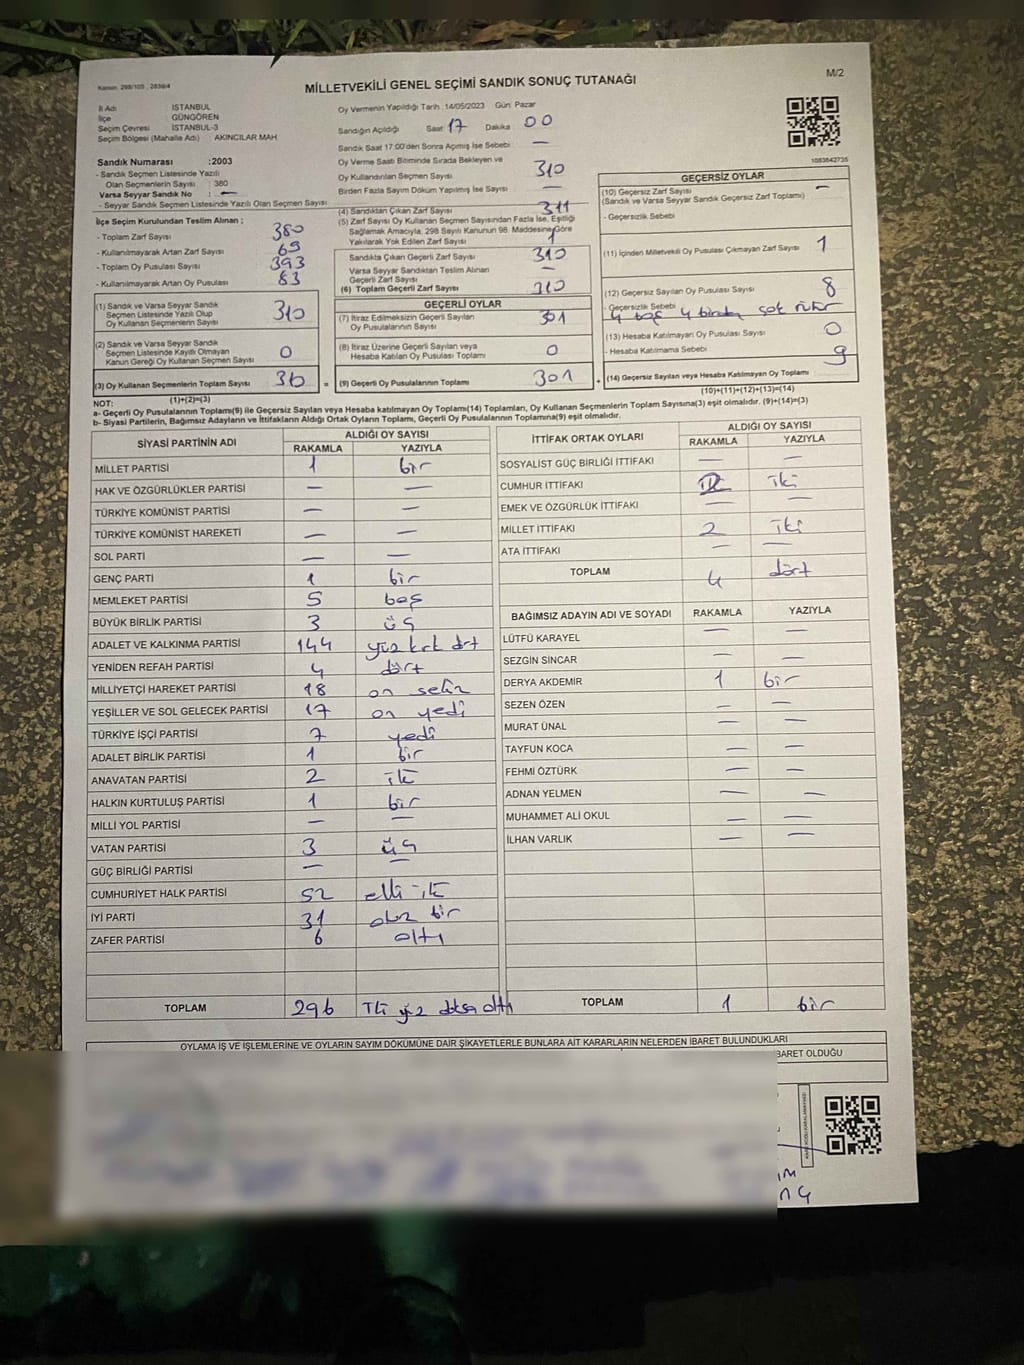 Kanun: 298/105 , 2839/4
MİLLETVEKİLİ GENEL SEÇİMİ SANDIK SONUÇ TUTANAĞI
M/2
İl Adı İSTANBUL
İlçe GÜNGÖREN
Seçim Çevresi İSTANBUL-3
Seçim Bölgesi (Mahalle Adı) AKINCILAR MAH
Sandık Numarası :2003
- Sandık Seçmen Listesinde Yazılı
Olan Seçmenlerin Sayısı : 380
Varsa Seyyar Sandık No : —
- Seyyar Sandık Seçmen Listesinde Yazılı Olan Seçmen Sayısı
Oy Vermenin Yapıldığı Tarih 14/05/2023 Gün: Pazar
Sandığın Açıldığı Saat 17 Dakika 00
Sandık Saat 17:00'den Sonra Açılmış İse Sebebi —
Oy Verme Saati Bitiminde Sırada Bekleyen ve
Oy Kullandırılan Seçmen Sayısı 310
Birden Fazla Sayım Döküm Yapılmış İse Sayısı —
İlçe Seçim Kurulundan Teslim Alınan ;
- Toplam Zarf Sayısı 380
- Kullanılmayarak Artan Zarf Sayısı 69
- Toplam Oy Pusulası Sayısı 393
- Kullanılmayarak Artan Oy Pusulası 83
(4) Sandıktan Çıkan Zarf Sayısı 311
(5) Zarf Sayısı Oy Kullanan Seçmen Sayısından Fazla İse, Eşitliği
Sağlamak Amacıyla, 298 Sayılı Kanunun 98. Maddesine Göre
Yakılarak Yok Edilen Zarf Sayısı 1
Sandıkta Çıkan Geçerli Zarf Sayısı 310
Varsa Seyyar Sandıktan Teslim Alınan
Geçerli Zarf Sayısı —
(6) Toplam Geçerli Zarf Sayısı 310
1083642735
GEÇERSİZ OYLAR
(10) Geçersiz Zarf Sayısı —
(Sandık ve Varsa Seyyar Sandık Geçersiz Zarf Toplamı)
- Geçersizlik Sebebi
(11) İçinden Milletvekili Oy Pusulası Çıkmayan Zarf Sayısı 1
(12) Geçersiz Sayılan Oy Pusulası Sayısı 8
- Geçersizlik Sebebi
(13) Hesaba Katılmayan Oy Pusulası Sayısı 0
- Hesaba Katılmama Sebebi
(14) Geçersiz Sayılan veya Hesaba Katılmayan Oy Toplamı 9
(10)+(11)+(12)+(13)=(14)
(1) Sandık ve Varsa Seyyar Sandık
Seçmen Listesinde Yazılı Olup
Oy Kullanan Seçmenlerin Sayısı 310
(2) Sandık ve Varsa Seyyar Sandık
Seçmen Listesinde Kayıtlı Olmayan
Kanun Gereği Oy Kullanan Seçmen Sayısı 0
(3) Oy Kullanan Seçmenlerin Toplam Sayısı 310 =
(1)+(2)=(3)
GEÇERLİ OYLAR
(7) İtiraz Edilmeksizin Geçerli Sayılan
Oy Pusulalarının Sayısı 301
(8) İtiraz Üzerine Geçerli Sayılan veya
Hesaba Katılan Oy Pusulası Toplamı 0
(9) Geçerli Oy Pusulalarının Toplamı 301 +
NOT:
a- Geçerli Oy Pusulalarının Toplamı(9) ile Geçersiz Sayılan veya Hesaba katılmayan Oy Toplamı(14) Toplamları, Oy Kullanan Seçmenlerin Toplam Sayısına(3) eşit olmalıdır. (9)+(14)=(3)
b- Siyasi Partilerin, Bağımsız Adayların ve İttifakların Aldığı Ortak Oyların Toplamı, Geçerli Oy Pusulalarının Toplamına(9) eşit olmalıdır.
SİYASİ PARTİNİN ADI ALDIĞI OY SAYISI
RAKAMLA YAZIYLA
MİLLET PARTİSİ 1 bir
HAK VE ÖZGÜRLÜKLER PARTİSİ — —
TÜRKİYE KOMÜNİST PARTİSİ — —
TÜRKİYE KOMÜNİST HAREKETİ — —
SOL PARTİ — —
GENÇ PARTİ 1 bir
MEMLEKET PARTİSİ 5 beş
BÜYÜK BİRLİK PARTİSİ 3 üç
ADALET VE KALKINMA PARTİSİ 144 yüz kırk dört
YENİDEN REFAH PARTİSİ 4 dört
MİLLİYETÇİ HAREKET PARTİSİ 18 on sekiz
YEŞİLLER VE SOL GELECEK PARTİSİ 17 on yedi
TÜRKİYE İŞÇİ PARTİSİ 7 yedi
ADALET BİRLİK PARTİSİ 1 bir
ANAVATAN PARTİSİ 2 iki
HALKIN KURTULUŞ PARTİSİ 1 bir
MİLLİ YOL PARTİSİ — —
VATAN PARTİSİ 3 üç
GÜÇ BİRLİĞİ PARTİSİ — —
CUMHURİYET HALK PARTİSİ 52 elli iki
İYİ PARTİ 31 otuz bir
ZAFER PARTİSİ 6 altı
TOPLAM 296 İki yüz doksan altı
İTTİFAK ORTAK OYLARI ALDIĞI OY SAYISI
RAKAMLA YAZIYLA
SOSYALİST GÜÇ BİRLİĞİ İTTİFAKI — —
CUMHUR İTTİFAKI 2 iki
EMEK VE ÖZGÜRLÜK İTTİFAKI — —
MİLLET İTTİFAKI 2 iki
ATA İTTİFAKI — —
TOPLAM 4 dört
BAĞIMSIZ ADAYIN ADI VE SOYADI RAKAMLA YAZIYLA
LÜTFÜ KARAYEL — —
SEZGİN SİNCAR — —
DERYA AKDEMİR 1 bir
SEZEN ÖZEN — —
MURAT ÜNAL — —
TAYFUN KOCA — —
FEHMİ ÖZTÜRK — —
ADNAN YELMEN — —
MUHAMMET ALİ OKUL — —
İLHAN VARLIK — —
TOPLAM 1 bir
OYLAMA İŞ VE İŞLEMLERİNE VE OYLARIN SAYIM DÖKÜMÜNE DAİR ŞİKAYETLERLE BUNLARA AİT KARARLARIN NELERDEN İBARET BULUNDUKLARI
BARET OLDUĞU